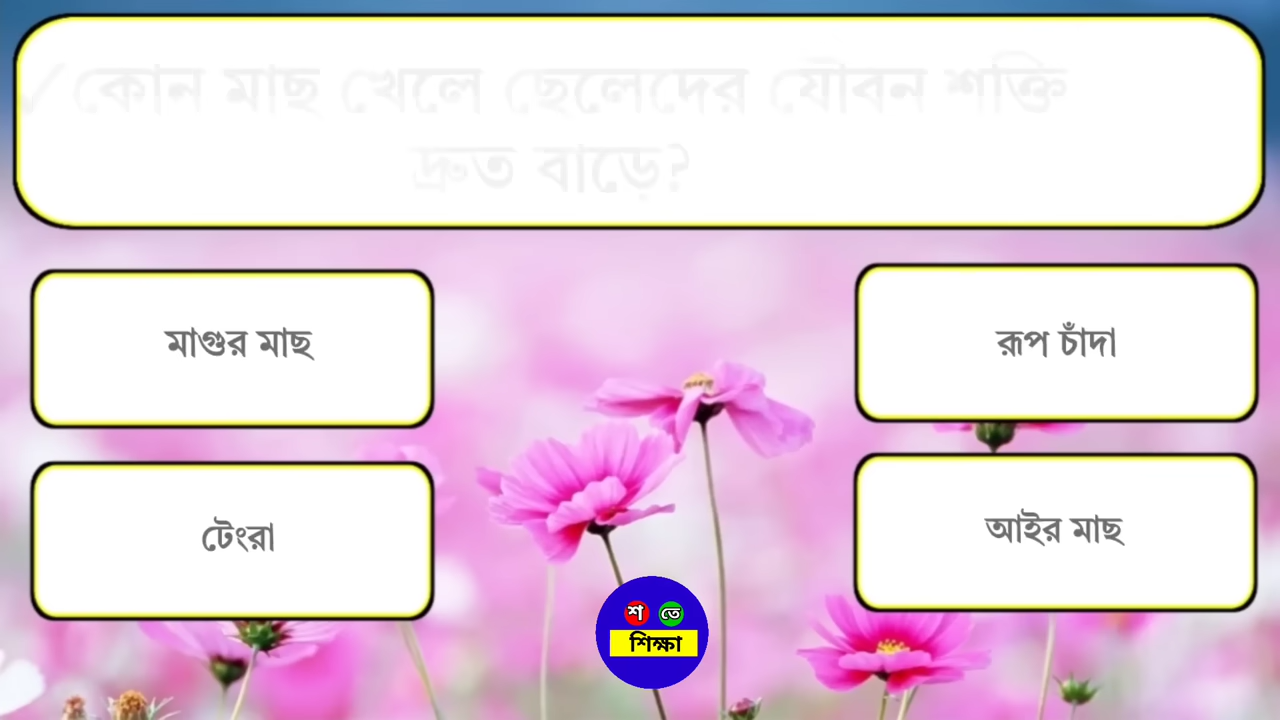 কোন মাছ খেলে ছেলেদের যৌবন শক্তি
দ্রুত বাড়ে?
মাগুর মাছ
রূপ চাঁদা
টেংরা
আইর মাছ
শ তে
শিক্ষা